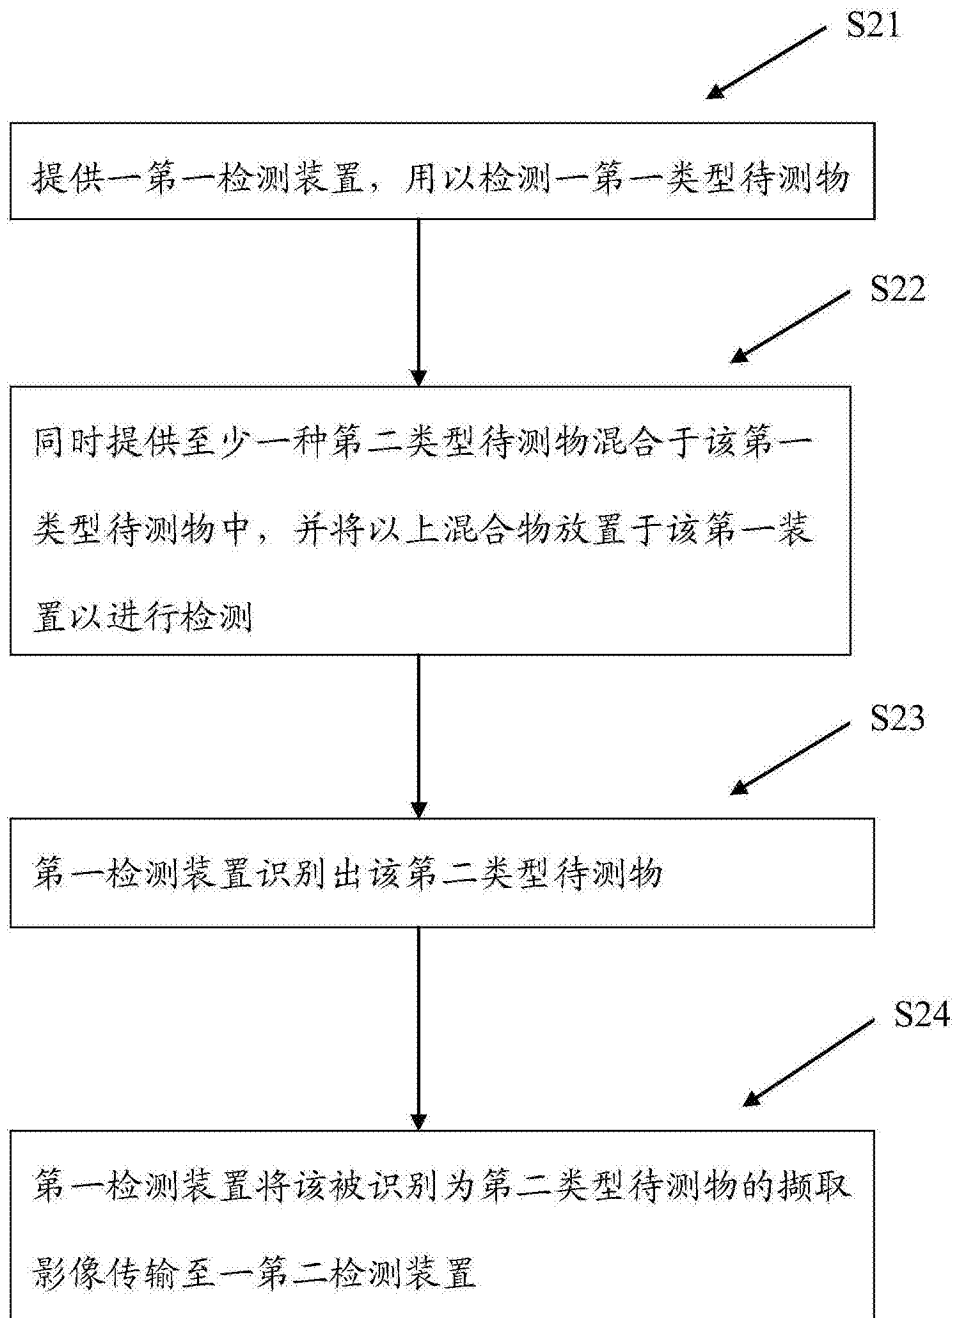 S21
提供一第一检测装置，用以检测一第一类型待测物
S22
同时提供至少一种第二类型待测物混合于该第一
类型待测物中，并将以上混合物放置于该第一装
置以进行检测
S23
第一检测装置识别出该第二类型待测物
S24
第一检测装置将该被识别为第二类型待测物的撷取
影像传输至一第二检测装置